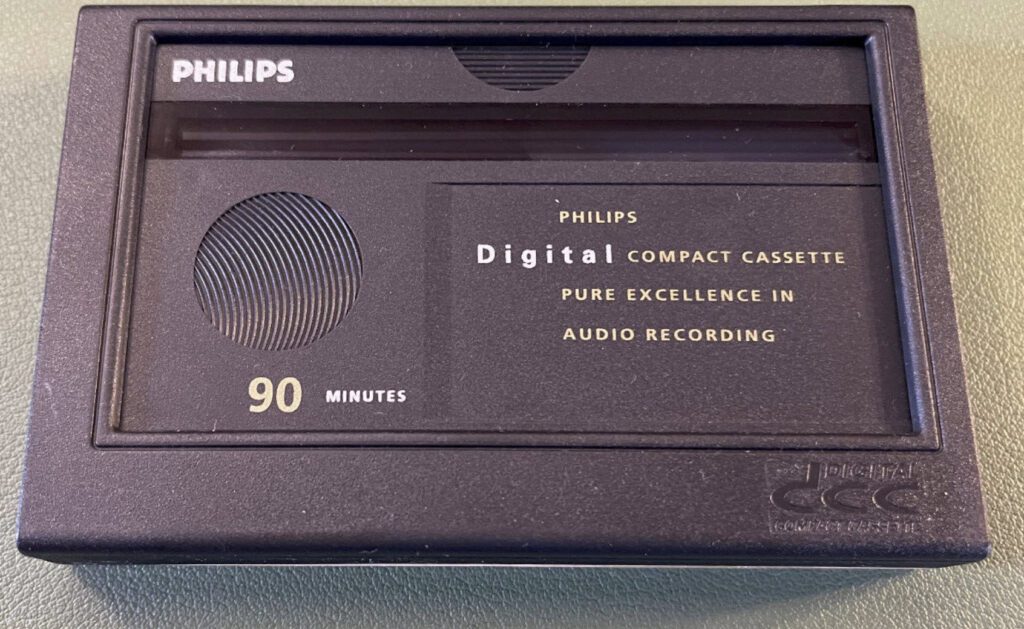 PHILIPS
PHILIPS
Digital COMPACT CASSETTE
PURE EXCELLENCE IN
AUDIO RECORDING
90 MINUTES
DIGITAL
dcc
COMPACT CASSETTE